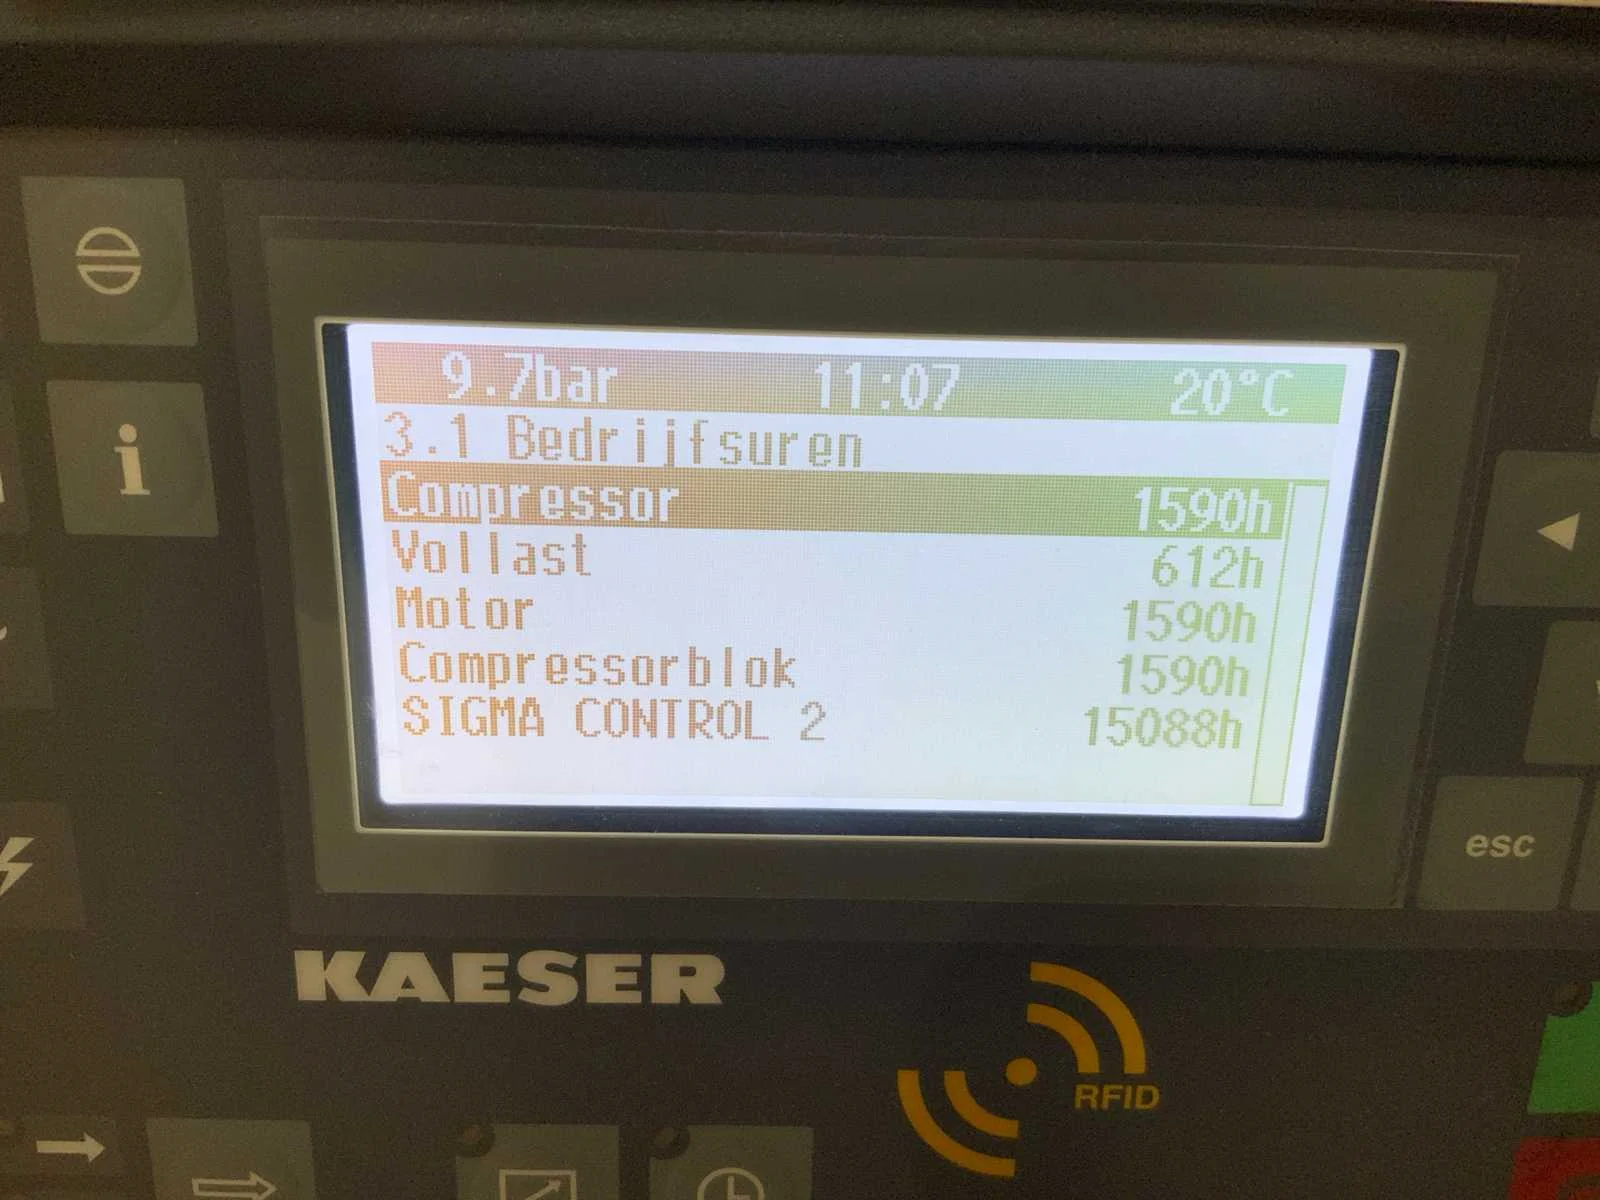 9.7bar 11:07 20°C
3.1 Bedrijfsuren
Compressor 1590h
Vollast 612h
Motor 1590h
Compressorblok 1590h
SIGMA CONTROL 2 15088h
esc
KAESER
RFID